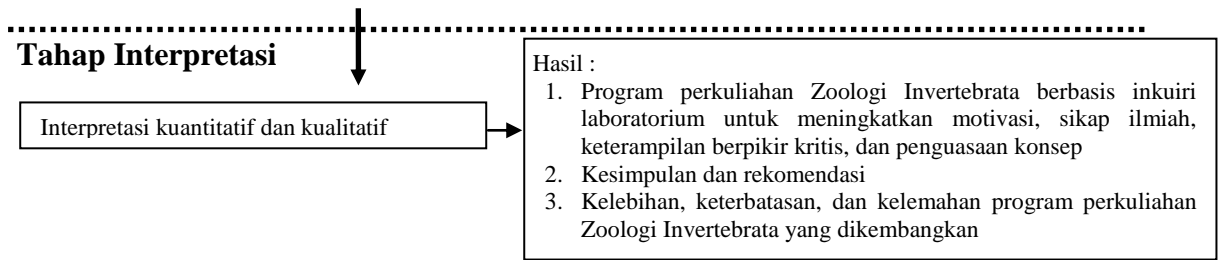 Tahap Interpretasi
Interpretasi kuantitatif dan kualitatif
Hasil :
1. Program perkuliahan Zoologi Invertebrata berbasis inkuiri
laboratorium untuk meningkatkan motivasi, sikap ilmiah,
keterampilan berpikir kritis, dan penguasaan konsep
2. Kesimpulan dan rekomendasi
3. Kelebihan, keterbatasan, dan kelemahan program perkuliahan
Zoologi Invertebrata yang dikembangkan